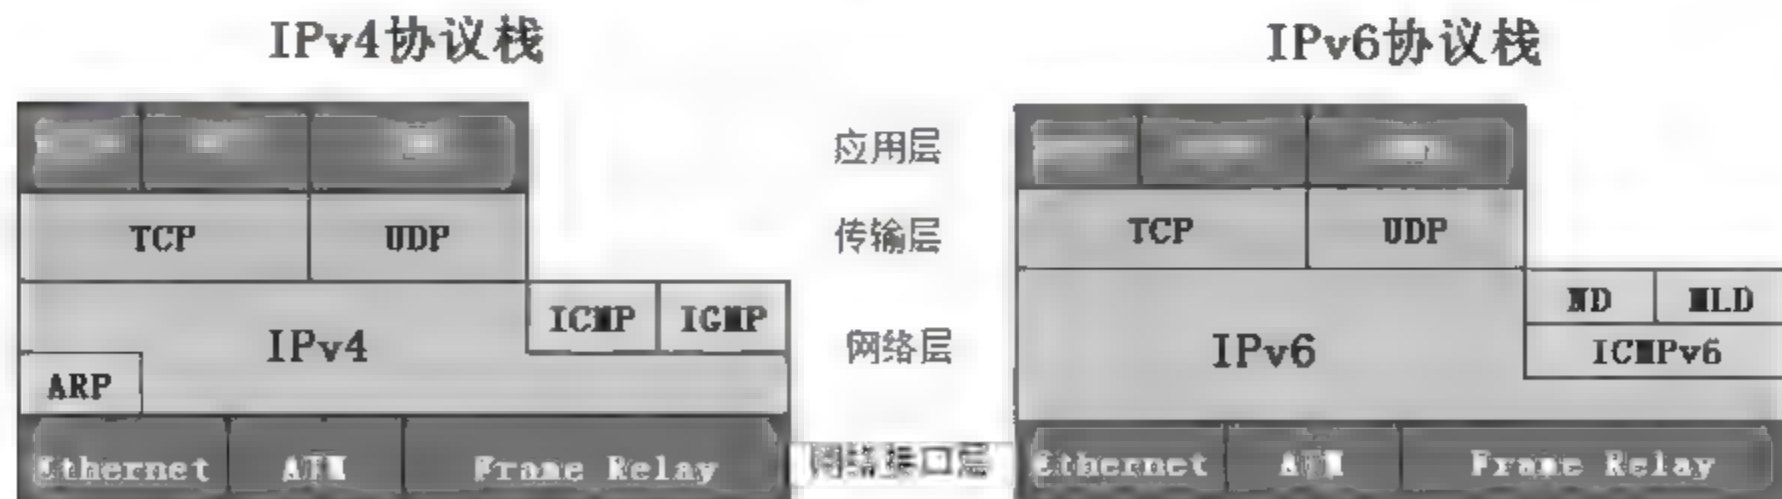 IPv4协议栈 IPv6协议栈
应用层
TCP UDP 传输层 TCP UDP
ICMP IGMP ND MLD
IPv4 网络层 IPv6 ICMPv6
ARP
Ethernet ATM Frame Relay 网络接口层 Ethernet ATM Frame Relay